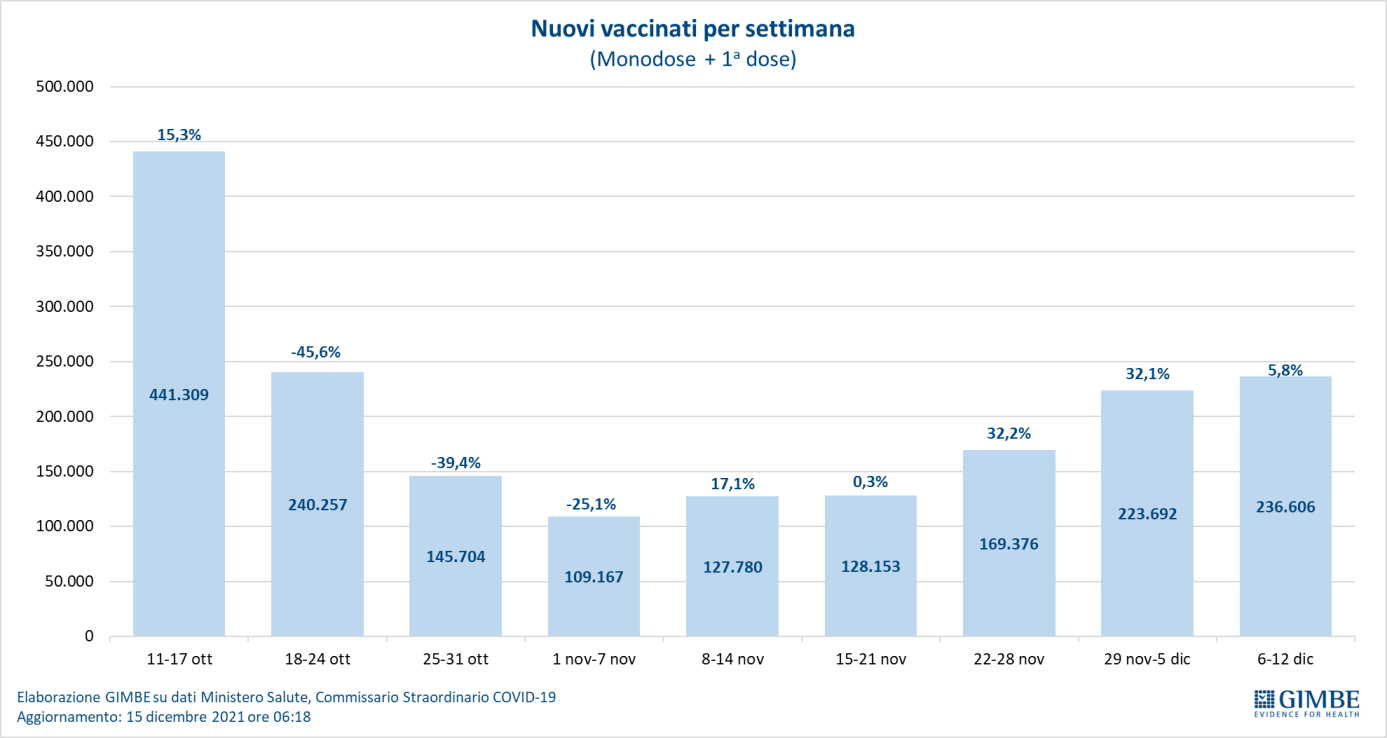 Nuovi vaccinati per settimana
(Monodose + 1ª dose)
500.000
450.000
400.000
350.000
300.000
250.000
200.000
150.000
100.000
50.000
0
15,3%
-45,6%
-39,4%
-25,1%
17,1%
0,3%
32,2%
32,1%
5,8%
441.309
240.257
145.704
109.167
127.780
128.153
169.376
223.692
236.606
11-17 ott
18-24 ott
25-31 ott
1 nov-7 nov
8-14 nov
15-21 nov
22-28 nov
29 nov-5 dic
6-12 dic
Elaborazione GIMBE su dati Ministero Salute, Commissario Straordinario COVID-19
Aggiornamento: 15 dicembre 2021 ore 06:18
GIMBE
EVIDENCE FOR HEALTH